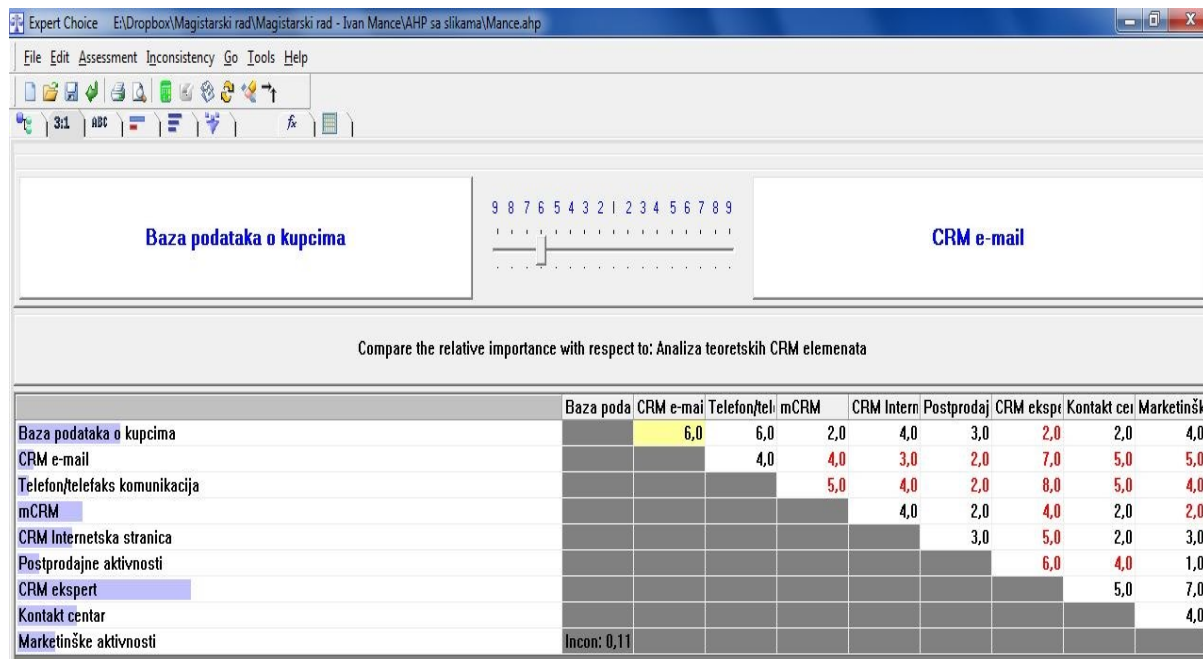 Expert Choice E:\Dropbox\Magistarski rad\Magistarski rad - Ivan Mance\AHP sa slikama\Mance.ahp
File Edit Assessment Inconsistency Go Tools Help
3:1 ABC fx
9 8 7 6 5 4 3 2 1 2 3 4 5 6 7 8 9
Baza podataka o kupcima CRM e-mail
Compare the relative importance with respect to: Analiza teoretskih CRM elemenata
Baza poda CRM e-mai Telefon/tel mCRM CRM Intern Postprodaj CRM ekspe Kontakt cei Marketinšk
Baza podataka o kupcima 6,0 6,0 2,0 4,0 3,0 2,0 2,0 4,0
CRM e-mail 4,0 4,0 3,0 2,0 7,0 5,0 5,0
Telefon/telefaks komunikacija 5,0 4,0 2,0 8,0 5,0 4,0
mCRM 4,0 2,0 4,0 2,0 2,0
CRM Internetska stranica 3,0 5,0 2,0 3,0
Postprodajne aktivnosti 6,0 4,0 1,0
CRM ekspert 5,0 7,0
Kontakt centar 4,0
Marketinške aktivnosti Incon: 0,11